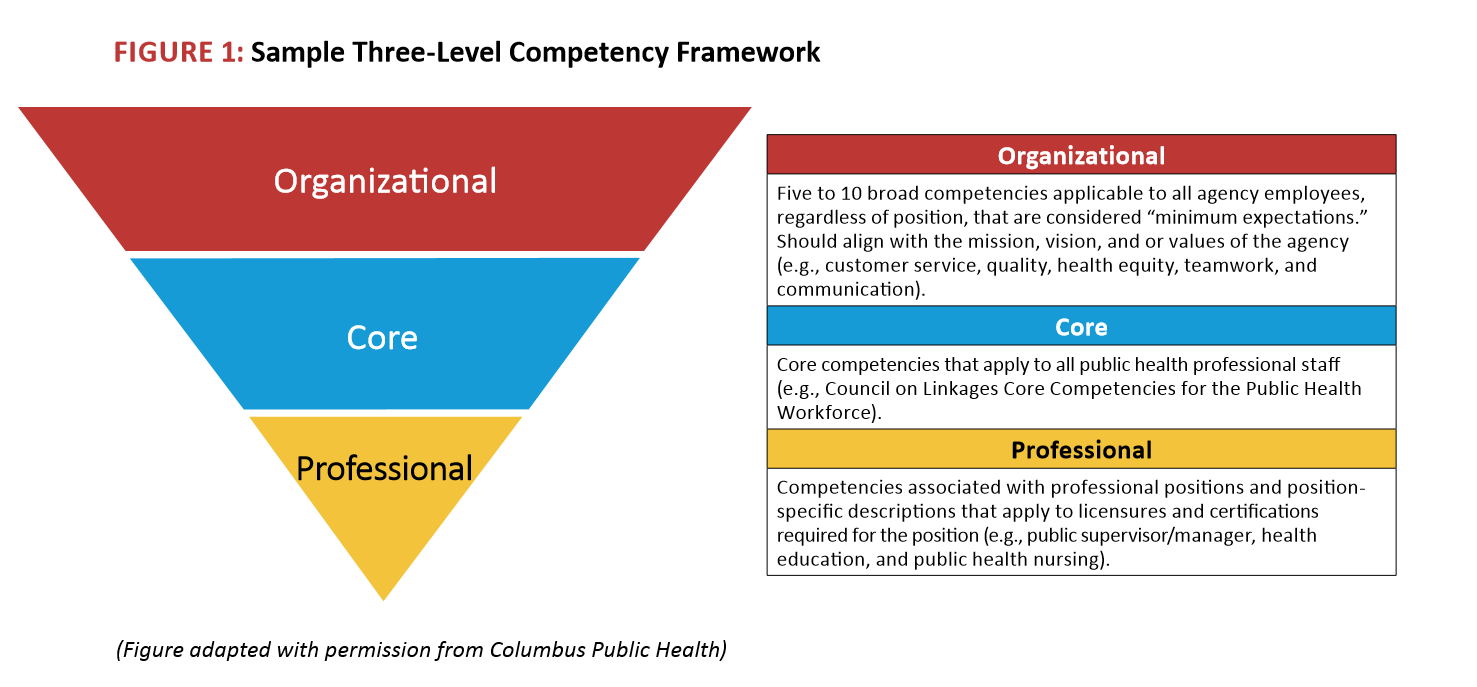 FIGURE 1: Sample Three-Level Competency Framework
Organizational
Core
Professional
Organizational
Five to 10 broad competencies applicable to all agency employees,
regardless of position, that are considered “minimum expectations.”
Should align with the mission, vision, and or values of the agency
(e.g., customer service, quality, health equity, teamwork, and
communication).
Core
Core competencies that apply to all public health professional staff
(e.g., Council on Linkages Core Competencies for the Public Health
Workforce).
Professional
Competencies associated with professional positions and position-
specific descriptions that apply to licensures and certifications
required for the position (e.g., public supervisor/manager, health
education, and public health nursing).
(Figure adapted with permission from Columbus Public Health)